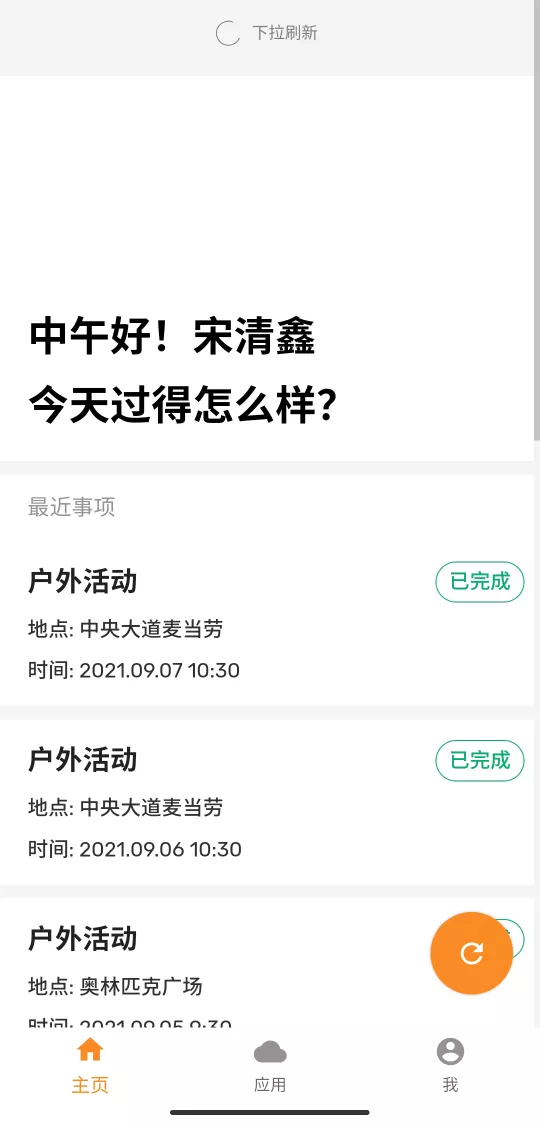 下拉刷新
中午好！宋清鑫
今天过得怎么样？
最近事项
户外活动
已完成
地点: 中央大道麦当劳
时间: 2021.09.07 10:30
户外活动
已完成
地点: 中央大道麦当劳
时间: 2021.09.06 10:30
户外活动
地点: 奥林匹克广场
时间: 2021.09.05 9:30
主页
应用
我